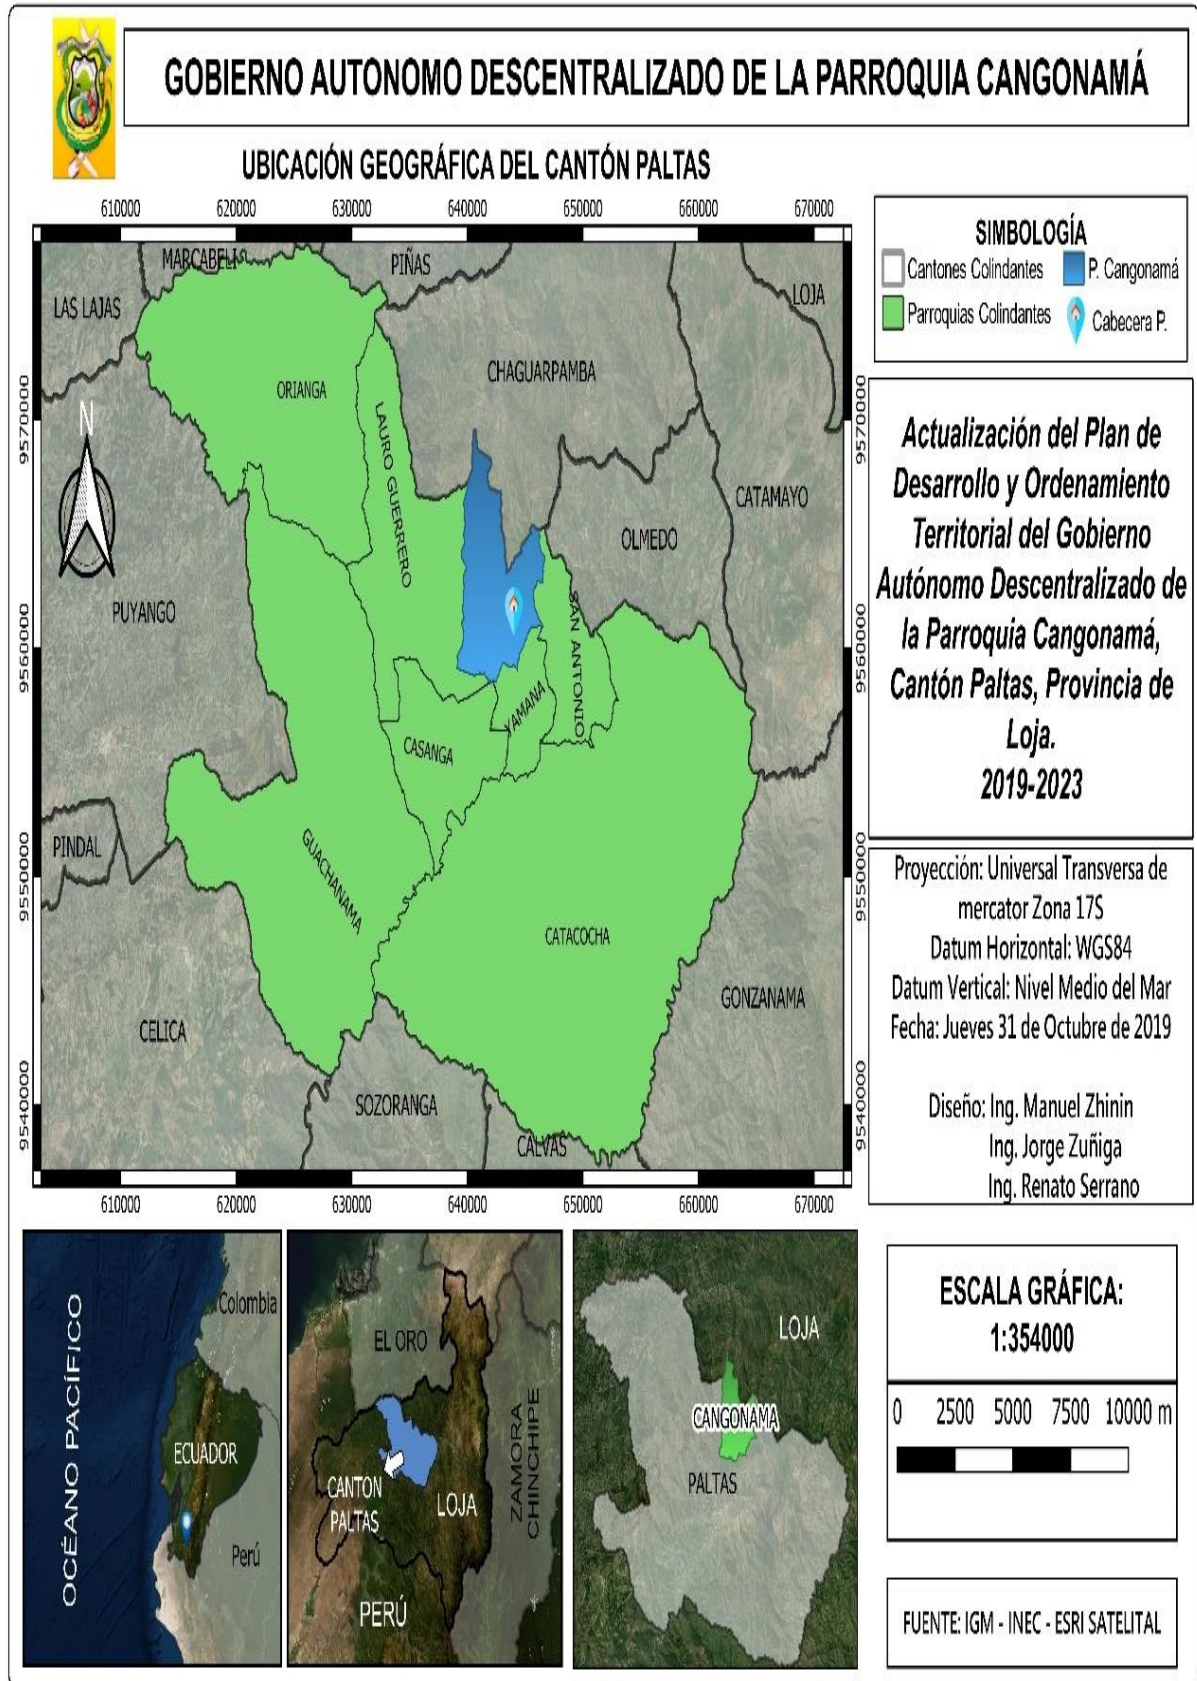 GOBIERNO AUTONOMO DESCENTRALIZADO DE LA PARROQUIA CANGONAMÁ
UBICACIÓN GEOGRÁFICA DEL CANTÓN PALTAS
610000 620000 630000 640000 650000 660000 670000
MARCABELI
PIÑAS
LAS LAJAS
LOJA
CHAGUARPAMBA
ORIANGA
LAURO GUERRERO
9570000
9570000
N
CATAMAYO
OLMEDO
PUYANGO
SAN ANTONIO
9560000
9560000
YAMANA
CASANGA
PINDAL
GUACHANAMA
9550000
9550000
CATACOCHA
GONZANAMA
CELICA
SOZORANGA
CALVAS
9540000
9540000
610000 620000 630000 640000 650000 660000 670000
SIMBOLOGÍA
Cantones Colindantes
P. Cangonamá
Parroquias Colindantes
Cabecera P.
Actualización del Plan de
Desarrollo y Ordenamiento
Territorial del Gobierno
Autónomo Descentralizado de
la Parroquia Cangonamá,
Cantón Paltas, Provincia de
Loja.
2019-2023
Proyección: Universal Transversa de
mercator Zona 17S
Datum Horizontal: WGS84
Datum Vertical: Nivel Medio del Mar
Fecha: Jueves 31 de Octubre de 2019
Diseño: Ing. Manuel Zhinin
Ing. Jorge Zuñiga
Ing. Renato Serrano
OCÉANO PACÍFICO
Colombia
ECUADOR
Perú
EL ORO
CANTON
PALTAS
LOJA
ZAMORA
CHINCHIPE
PERÚ
LOJA
CANGONAMA
PALTAS
ESCALA GRÁFICA:
1:354000
0 2500 5000 7500 10000 m
FUENTE: IGM - INEC - ESRI SATELITAL